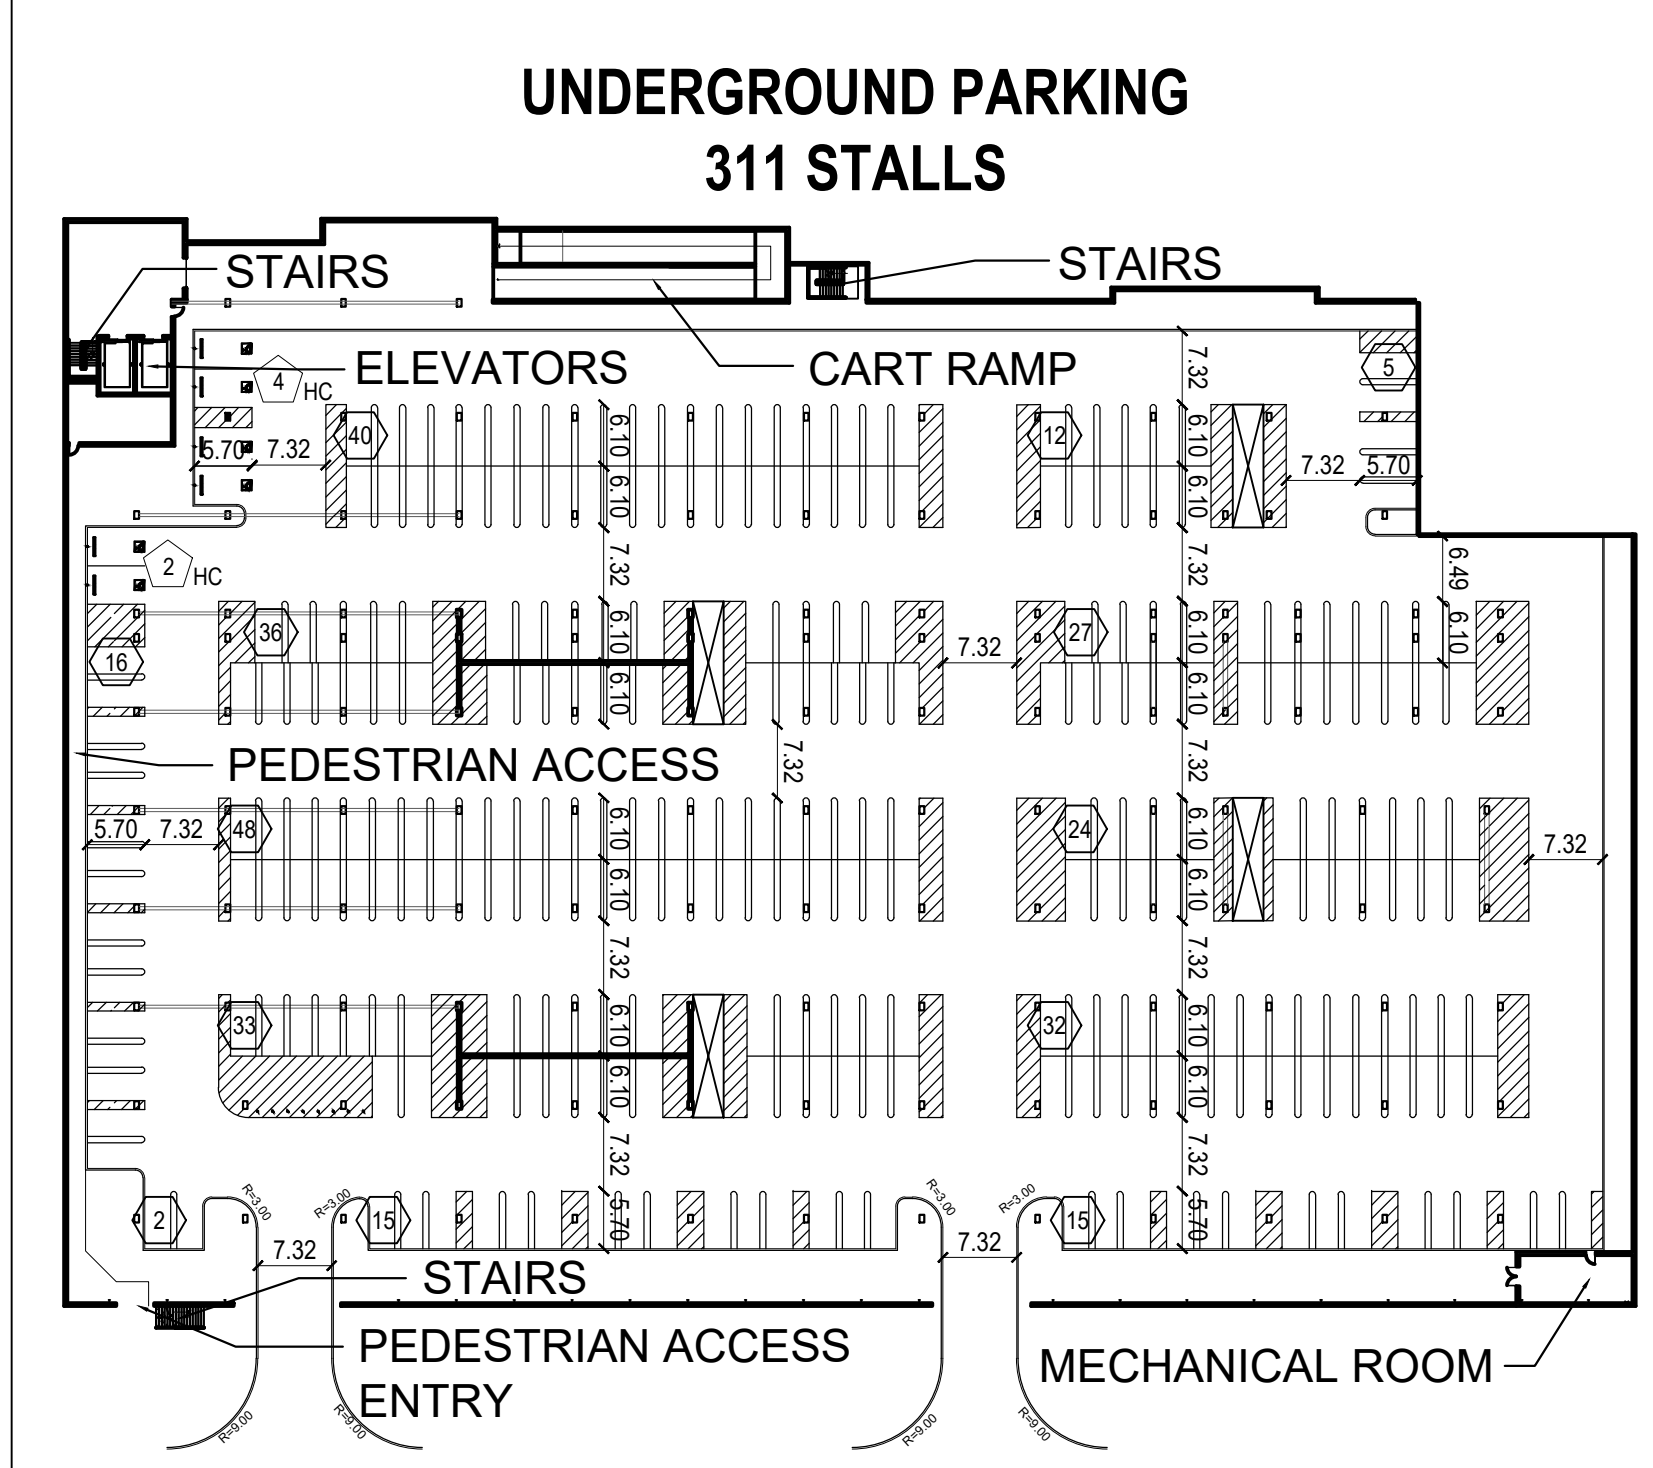 UNDERGROUND PARKING
311 STALLS
STAIRS
STAIRS
ELEVATORS
CART RAMP
4
HC
7.32
5
40
6.10
12
6.10
5.70
7.32
7.32
5.70
6.10
6.10
2
HC
7.32
7.32
6.49
36
6.10
7.32
27
6.10
6.10
16
6.10
6.10
PEDESTRIAN ACCESS
7.32
7.32
5.70
7.32
48
6.10
24
6.10
7.32
6.10
6.10
7.32
7.32
33
6.10
32
6.10
6.10
6.10
7.32
7.32
R=3.00
R=3.00
R=3.00
R=3.00
2
15
5.70
15
5.70
7.32
7.32
STAIRS
PEDESTRIAN ACCESS
ENTRY
MECHANICAL ROOM
R=9.00
R=9.00
R=9.00
R=9.00